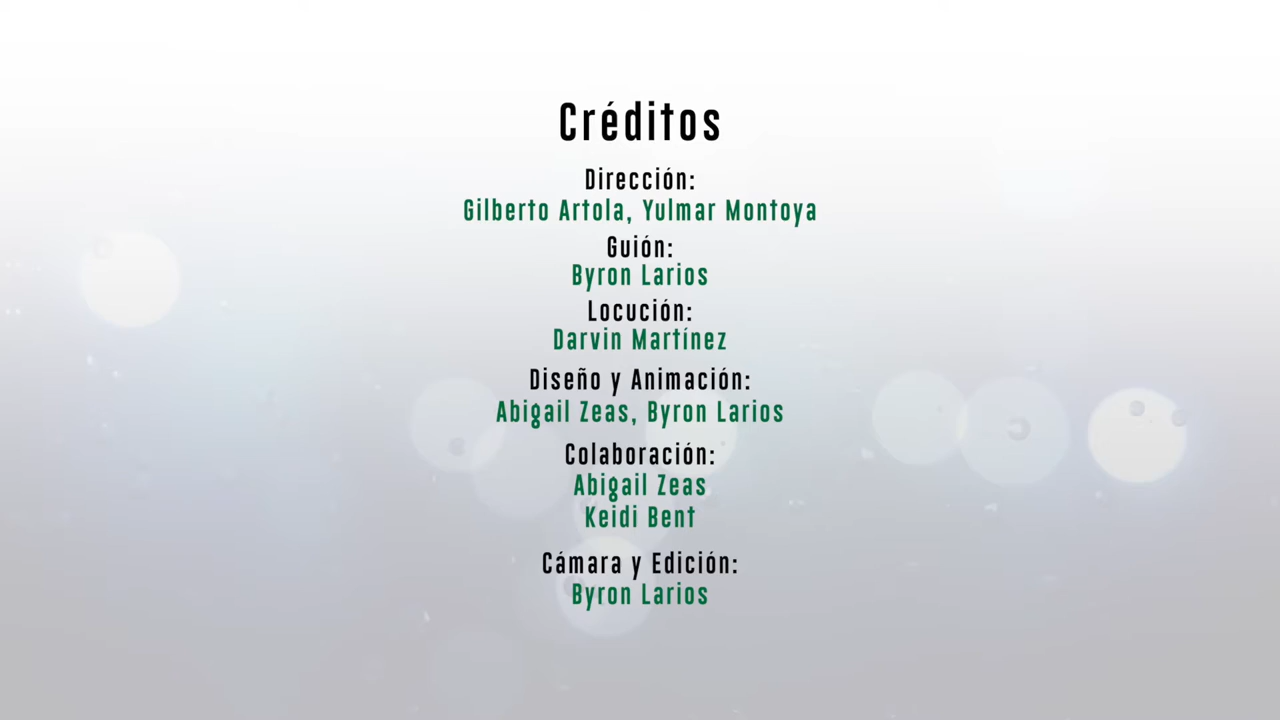 Créditos
Dirección:
Gilberto Artola, Yulmar Montoya
Guión:
Byron Larios
Locución:
Darvin Martínez
Diseño y Animación:
Abigail Zeas, Byron Larios
Colaboración:
Abigail Zeas
Keidi Bent
Cámara y Edición:
Byron Larios